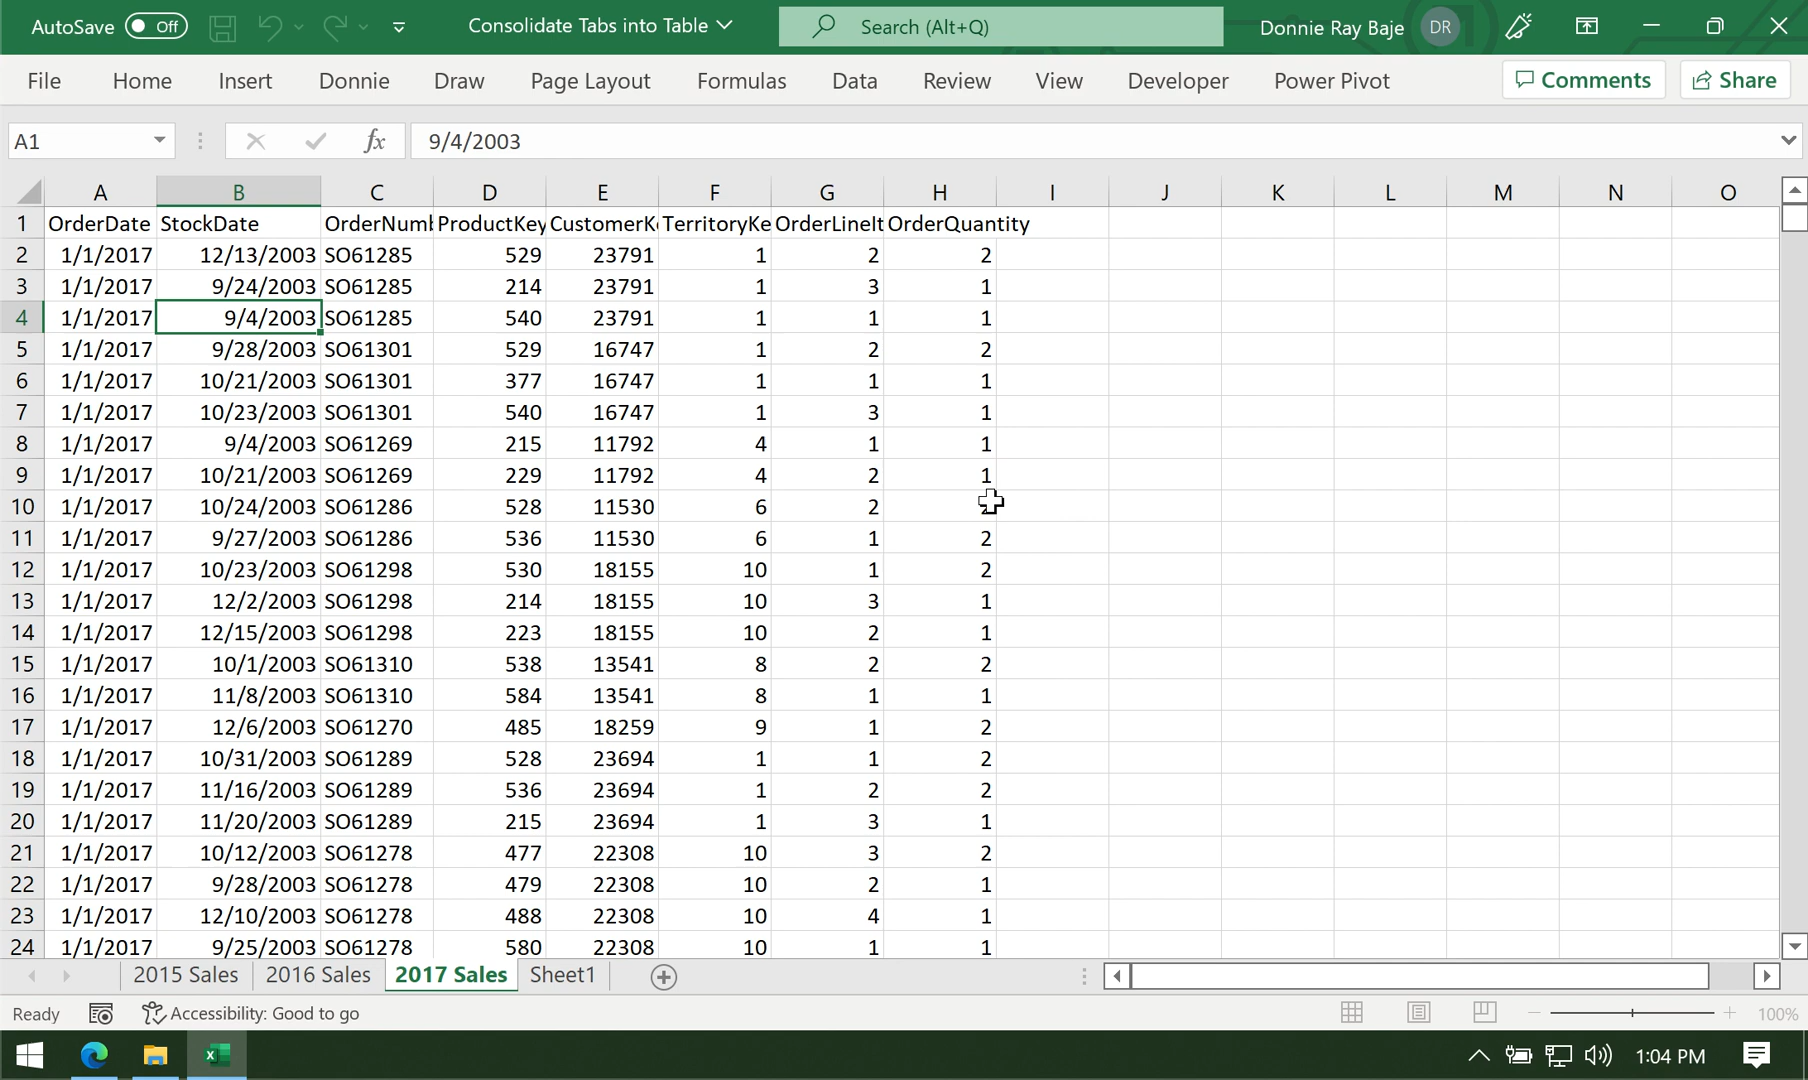 AutoSave Off Consolidate Tabs into Table Search (Alt+Q) Donnie Ray Baje DR
File Home Insert Donnie Draw Page Layout Formulas Data Review View Developer Power Pivot Comments Share
A1 fx 9/4/2003
A B C D E F G H I J K L M N O
1 OrderDate StockDate OrderNum ProductKey CustomerK TerritoryKe OrderLineIt OrderQuantity
2 1/1/2017 12/13/2003 SO61285 529 23791 1 2 2
3 1/1/2017 9/24/2003 SO61285 214 23791 1 3 1
4 1/1/2017 9/4/2003 SO61285 540 23791 1 1 1
5 1/1/2017 9/28/2003 SO61301 529 16747 1 2 2
6 1/1/2017 10/21/2003 SO61301 377 16747 1 1 1
7 1/1/2017 10/23/2003 SO61301 540 16747 1 3 1
8 1/1/2017 9/4/2003 SO61269 215 11792 4 1 1
9 1/1/2017 10/21/2003 SO61269 229 11792 4 2 1
10 1/1/2017 10/24/2003 SO61286 528 11530 6 2
11 1/1/2017 9/27/2003 SO61286 536 11530 6 1 2
12 1/1/2017 10/23/2003 SO61298 530 18155 10 1 2
13 1/1/2017 12/2/2003 SO61298 214 18155 10 3 1
14 1/1/2017 12/15/2003 SO61298 223 18155 10 2 1
15 1/1/2017 10/1/2003 SO61310 538 13541 8 2 2
16 1/1/2017 11/8/2003 SO61310 584 13541 8 1 1
17 1/1/2017 12/6/2003 SO61270 485 18259 9 1 2
18 1/1/2017 10/31/2003 SO61289 528 23694 1 1 2
19 1/1/2017 11/16/2003 SO61289 536 23694 1 2 2
20 1/1/2017 11/20/2003 SO61289 215 23694 1 3 1
21 1/1/2017 10/12/2003 SO61278 477 22308 10 3 2
22 1/1/2017 9/28/2003 SO61278 479 22308 10 2 1
23 1/1/2017 12/10/2003 SO61278 488 22308 10 4 1
24 1/1/2017 9/25/2003 SO61278 580 22308 10 1 1
2015 Sales 2016 Sales 2017 Sales Sheet1
Ready Accessibility: Good to go 100%
1:04 PM